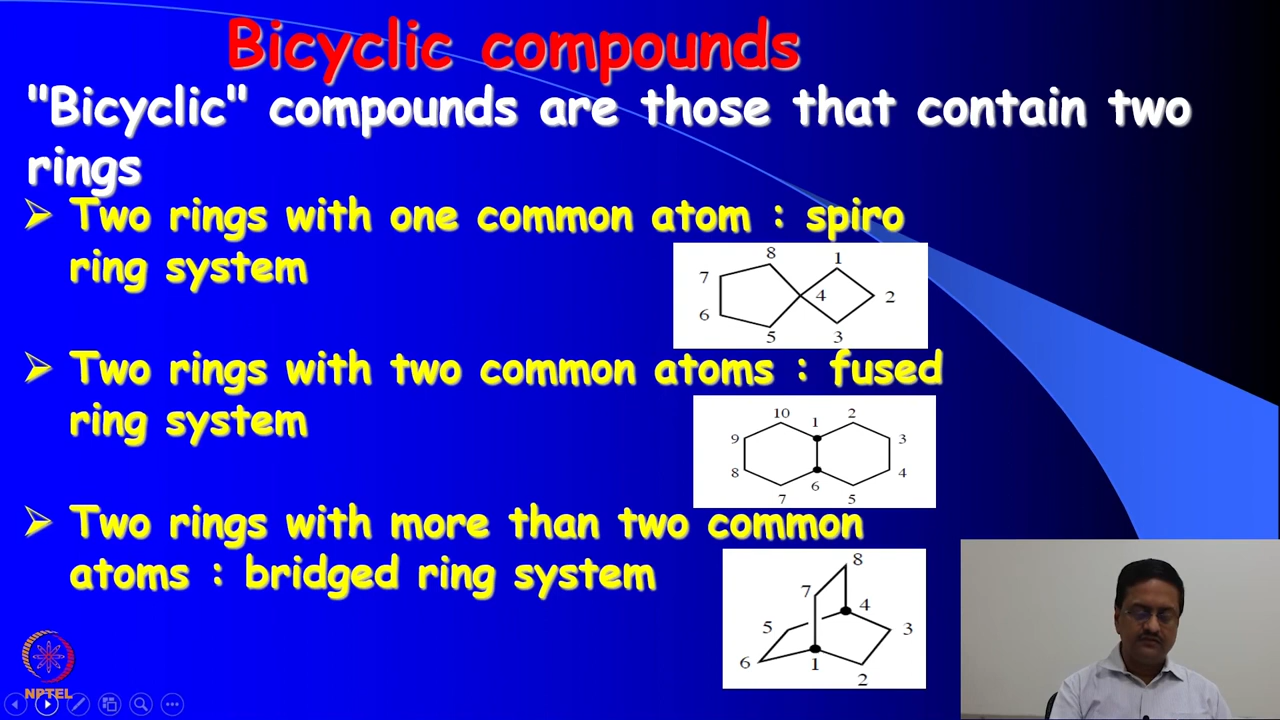 Bicyclic compounds
"Bicyclic" compounds are those that contain two
rings
➢ Two rings with one common atom : spiro
ring system
8 1
7 4 2
6
5 3
➢ Two rings with two common atoms : fused
ring system
10 1 2
9 3
8 4
6
7 5
➢ Two rings with more than two common
atoms : bridged ring system
8
7
4
5 3
6 1
2
NPTEL